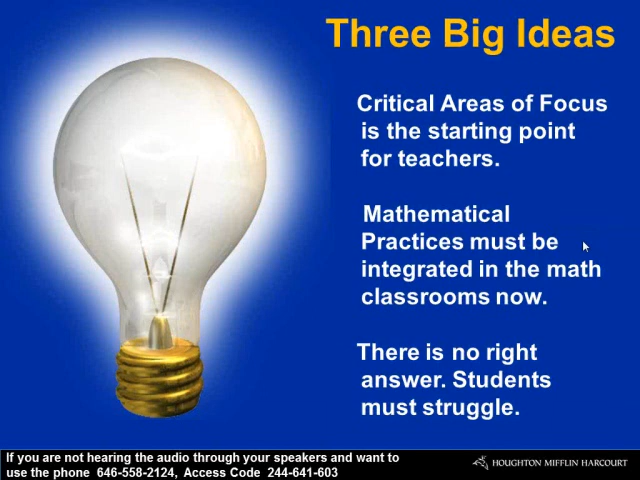 Three Big Ideas
Critical Areas of Focus
is the starting point
for teachers.
Mathematical
Practices must be
integrated in the math
classrooms now.
There is no right
answer. Students
must struggle.
If you are not hearing the audio through your speakers and want to
use the phone 646-558-2124, Access Code 244-641-603
HOUGHTON MIFFLIN HARCOURT